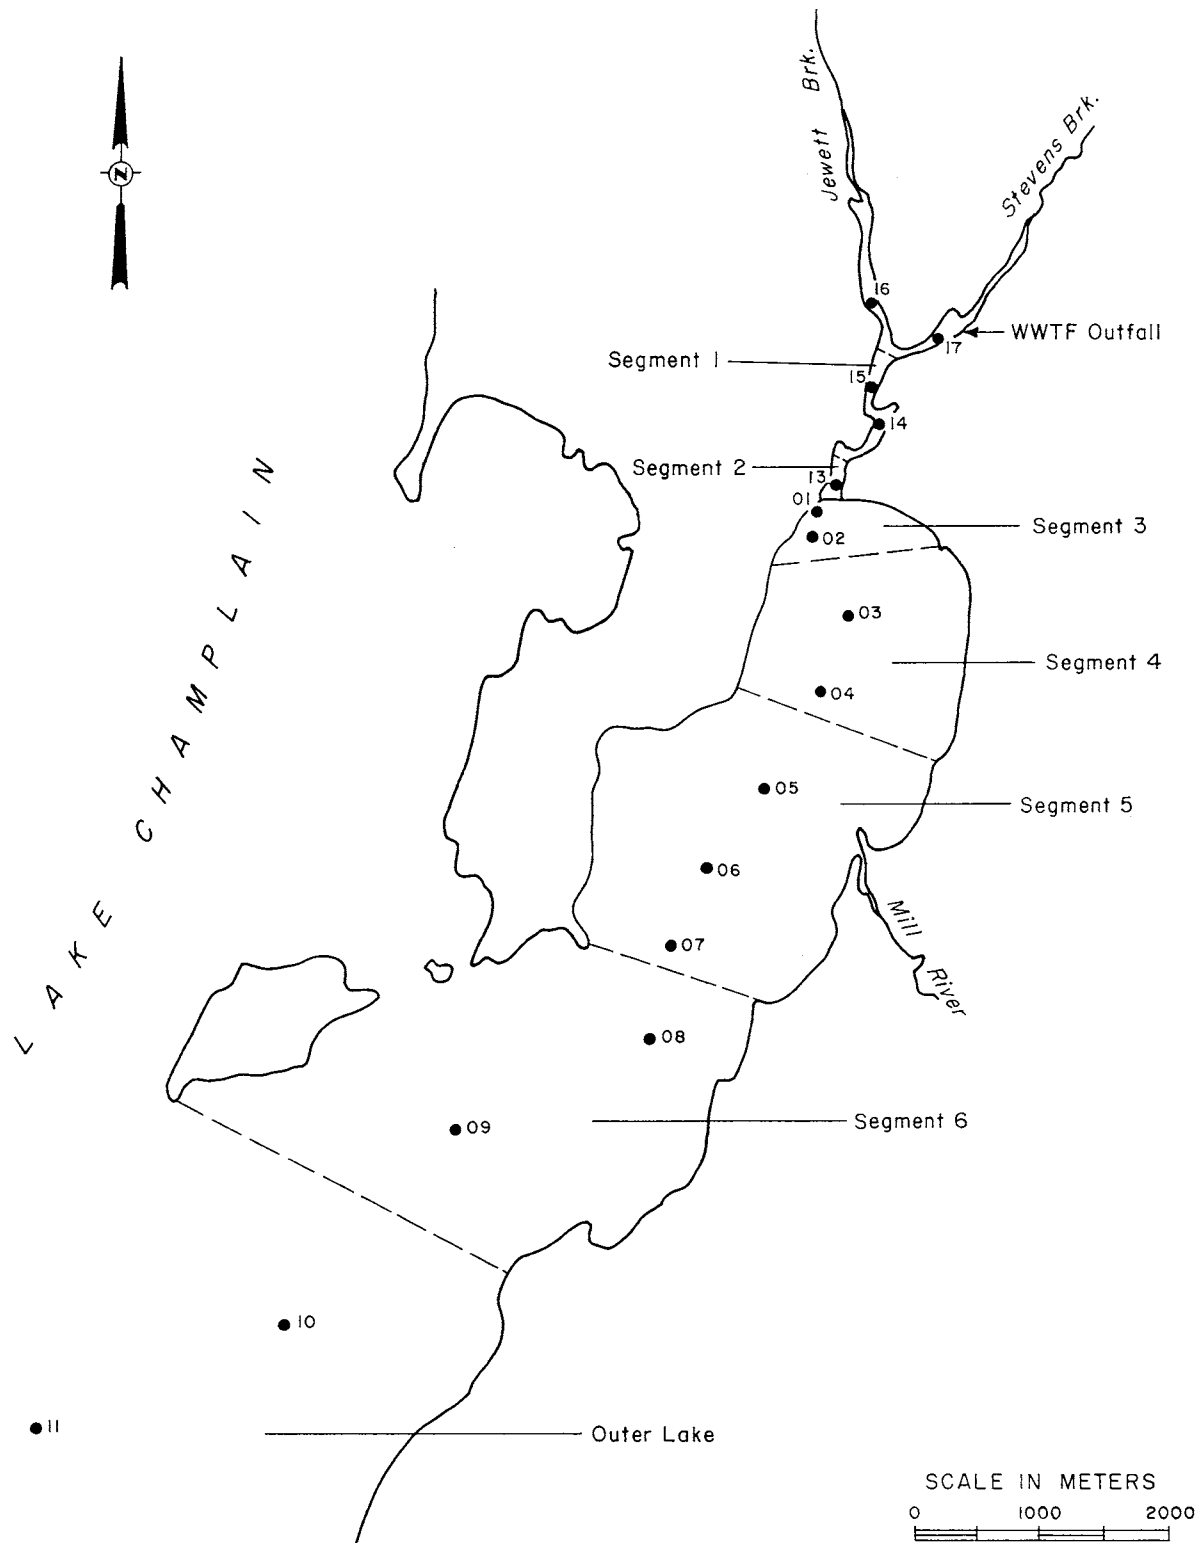 Jewett Brk.
Stevens Brk.
N
16
17
WWTF Outfall
Segment 1
15
14
Segment 2
13
01
02
Segment 3
03
Segment 4
04
05
Segment 5
06
07
Mill River
LAKE CHAMPLAIN
08
09
Segment 6
10
11
Outer Lake
SCALE IN METERS
0 1000 2000